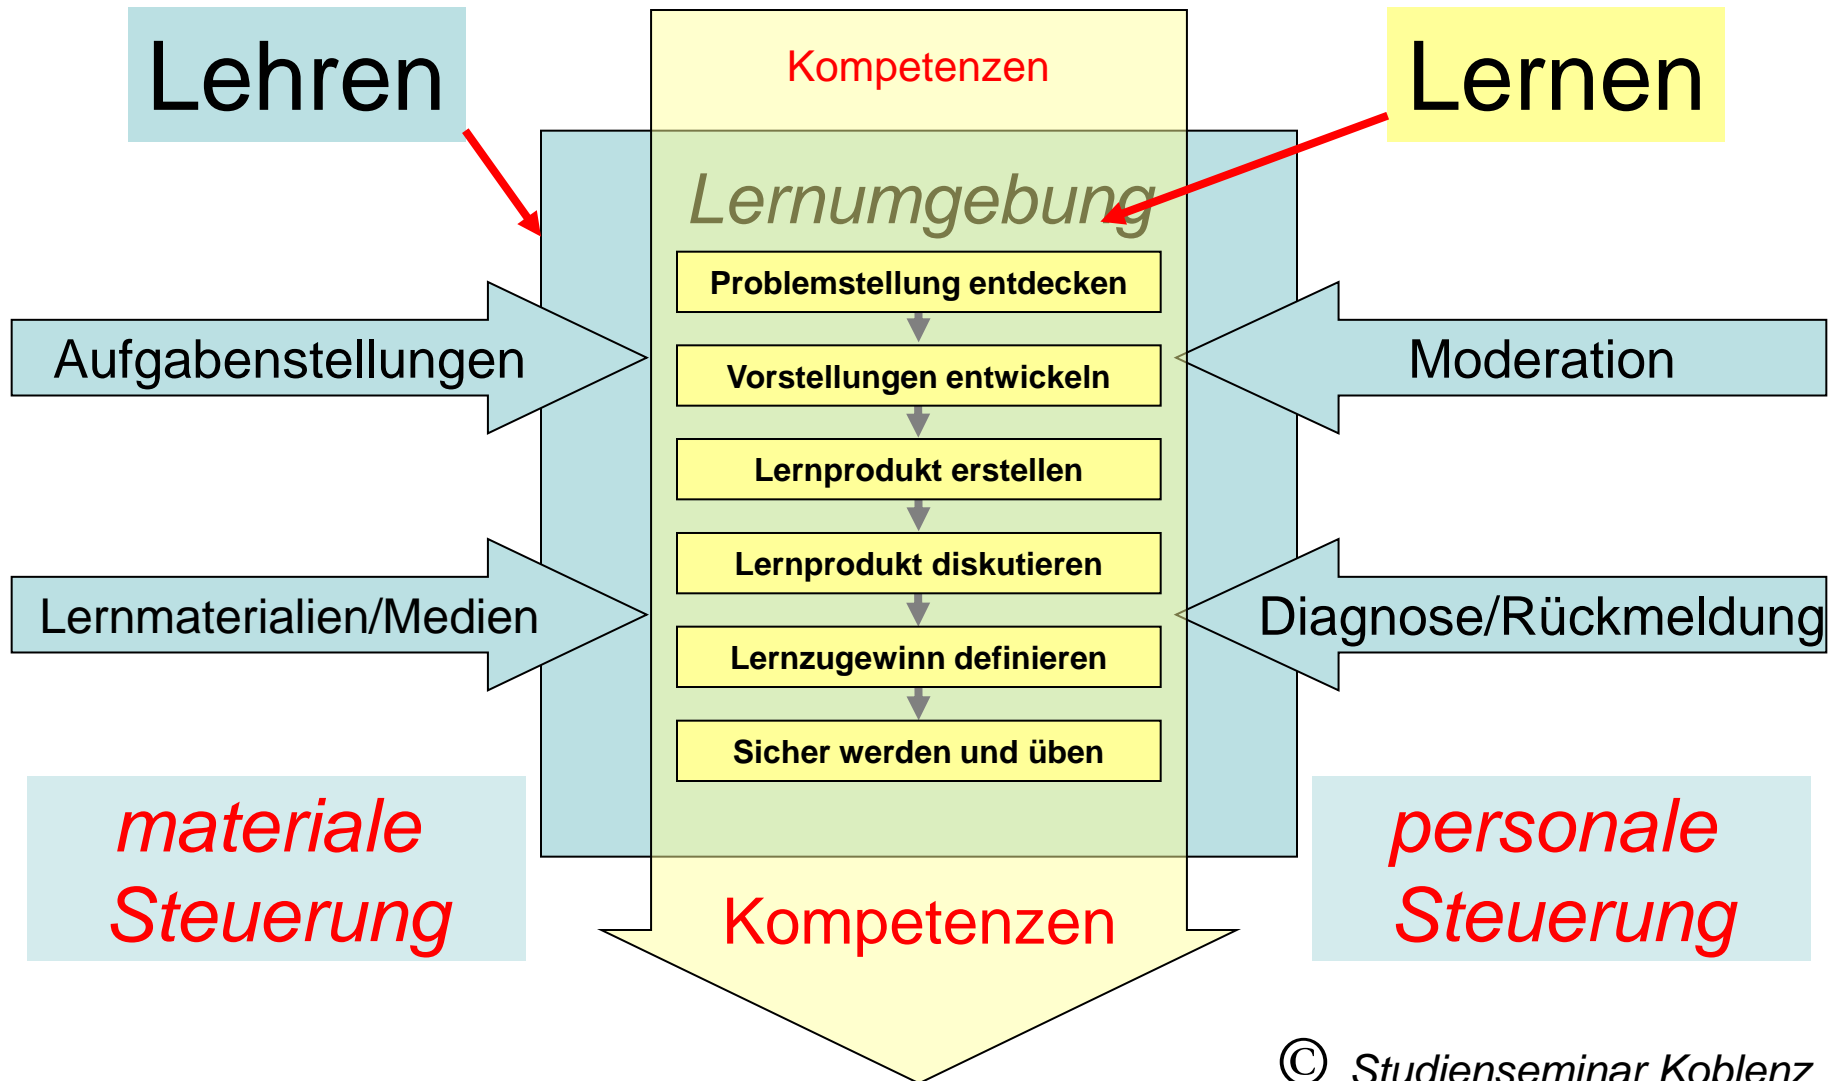 Lehren
Kompetenzen
Lernen
Lernumgebung
Problemstellung entdecken
Aufgabenstellungen
Vorstellungen entwickeln
Moderation
Lernprodukt erstellen
Lernprodukt diskutieren
Lernmaterialien/Medien
Diagnose/Rückmeldung
Lernzugewinn definieren
Sicher werden und üben
materiale
Steuerung
personale
Steuerung
Kompetenzen
© Studienseminar Koblenz